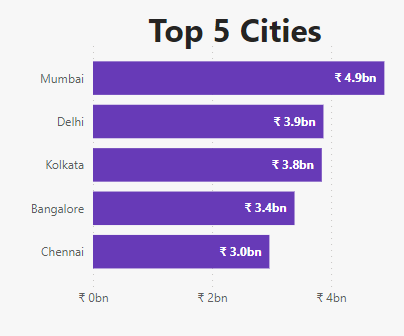 Top 5 Cities
Mumbai ₹ 4.9bn
Delhi ₹ 3.9bn
Kolkata ₹ 3.8bn
Bangalore ₹ 3.4bn
Chennai ₹ 3.0bn
₹ 0bn ₹ 2bn ₹ 4bn